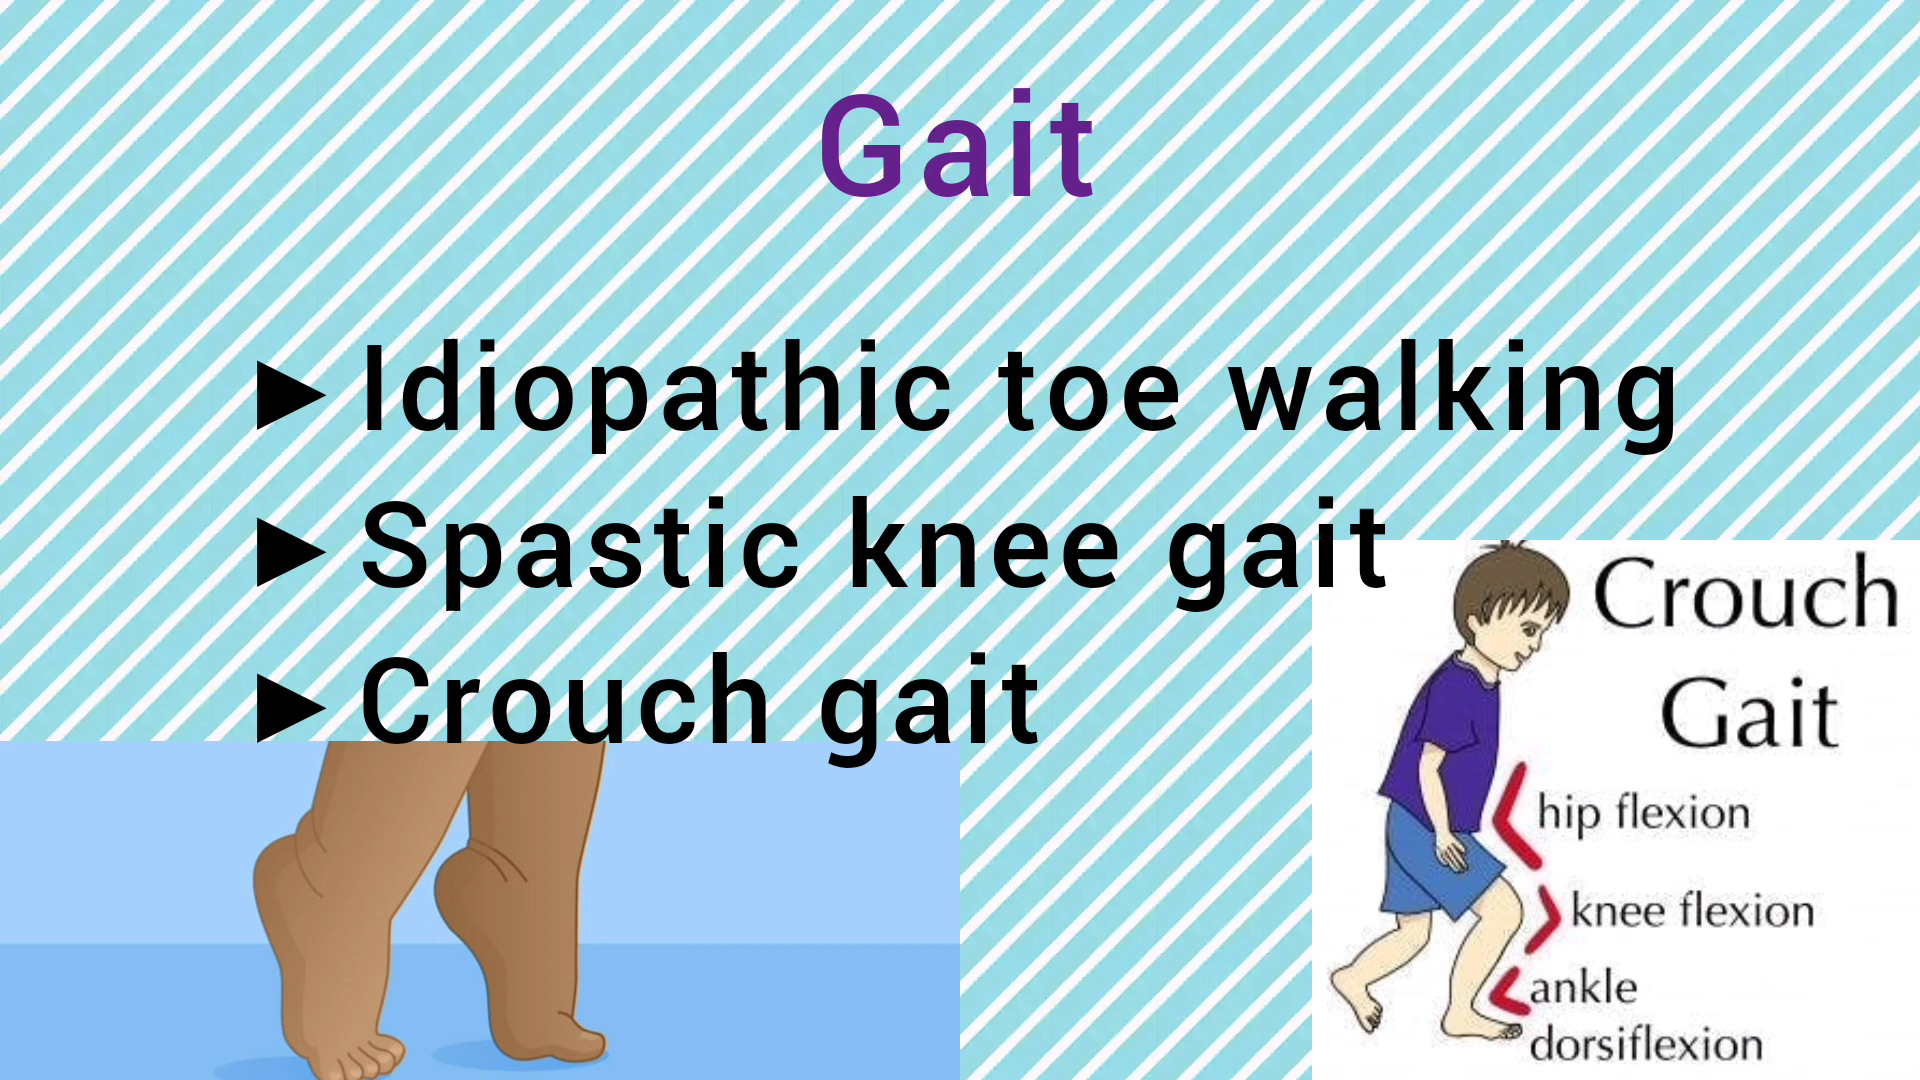 Gait
► Idiopathic toe walking
► Spastic knee gait
► Crouch gait
Crouch
Gait
hip flexion
knee flexion
ankle
dorsiflexion